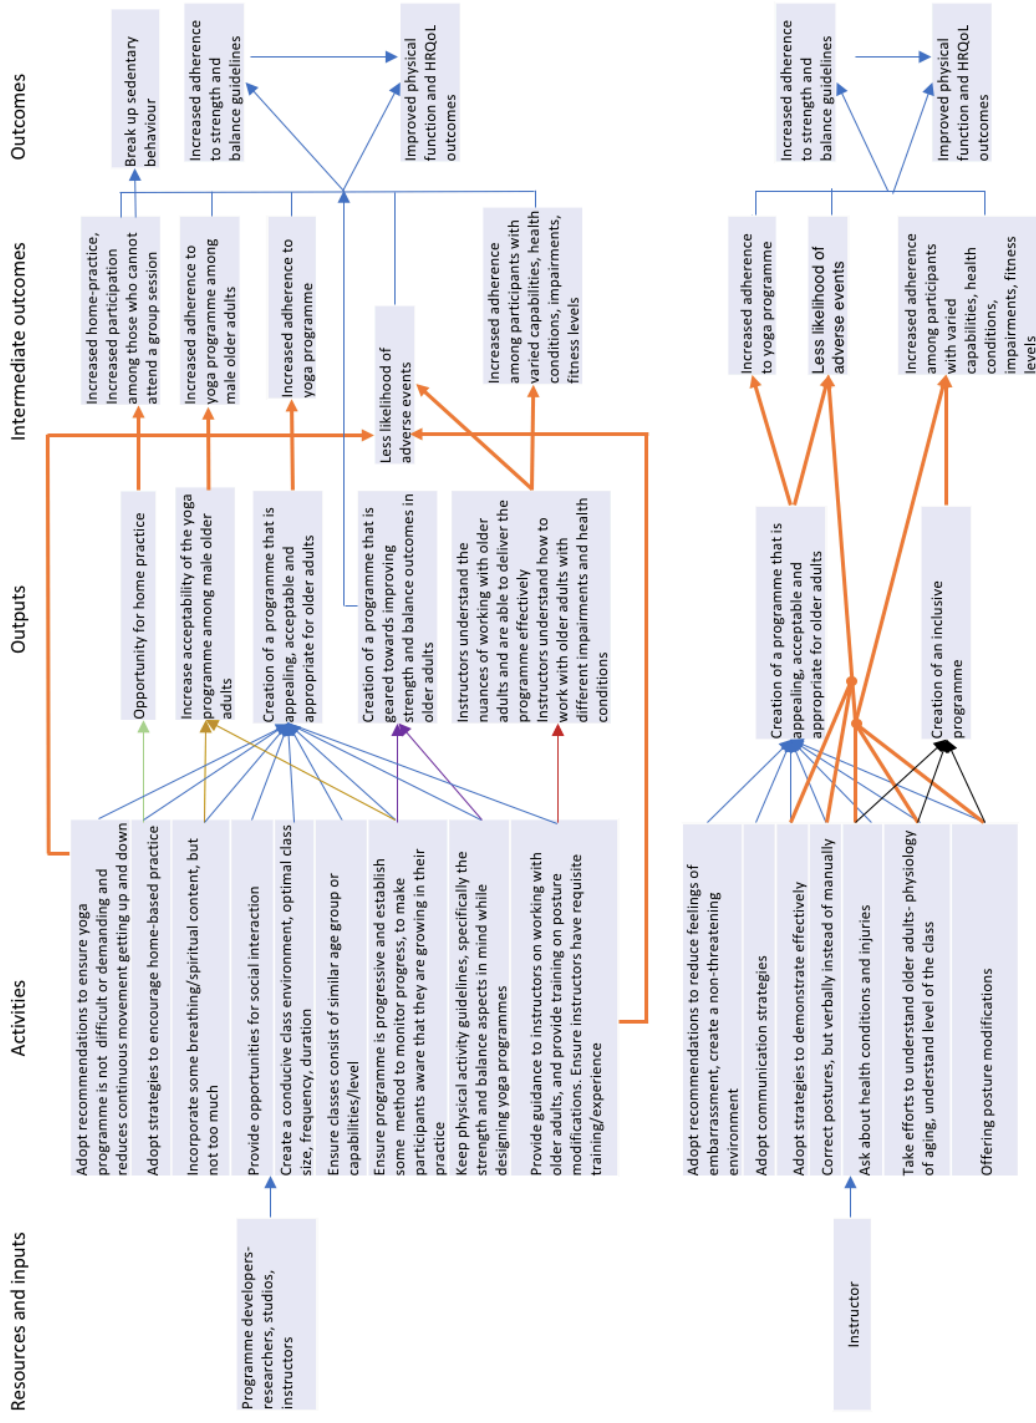 Resources and inputs
Activities
Outputs
Intermediate outcomes
Outcomes
Programme developers-
researchers, studios,
instructors
Adopt recommendations to ensure yoga
programme is not difficult or demanding and
reduces continuous movement getting up and down
Adopt strategies to encourage home-based practice
Incorporate some breathing/spiritual content, but
not too much
Provide opportunities for social interaction
Create a conducive class environment, optimal class
size, frequency, duration
Ensure classes consist of similar age group or
capabilities/level
Ensure programme is progressive and establish
some method to monitor progress, to make
participants aware that they are growing in their
practice
Keep physical activity guidelines, specifically the
strength and balance aspects in mind while
designing yoga programmes
Provide guidance to instructors on working with
older adults, and provide training on posture
modifications. Ensure instructors have requisite
training/experience
Opportunity for home practice
Increase acceptability of the yoga
programme among male older
adults
Creation of a programme that is
appealing, acceptable and
appropriate for older adults
Creation of a programme that is
geared towards improving
strength and balance outcomes in
older adults
Instructors understand the
nuances of working with older
adults and are able to deliver the
programme effectively
Instructors understand how to
work with older adults with
different impairments and health
conditions
Increased home-practice,
Increased participation
among those who cannot
attend a group session
Increased adherence to
yoga programme among
male older adults
Increased adherence to
yoga programme
Less likelihood of
adverse events
Increased adherence
among participants with
varied capabilities, health
conditions, impairments,
fitness levels
Break up sedentary
behaviour
Increased adherence
to strength and
balance guidelines
Improved physical
function and HRQoL
outcomes
Instructor
Adopt recommendations to reduce feelings of
embarrassment, create a non-threatening
environment
Adopt communication strategies
Adopt strategies to demonstrate effectively
Correct postures, but verbally instead of manually
Ask about health conditions and injuries
Take efforts to understand older adults- physiology
of aging, understand level of the class
Offering posture modifications
Creation of a programme that is
appealing, acceptable and
appropriate for older adults
Creation of an inclusive
programme
Increased adherence
to yoga programme
Less likelihood of
adverse events
Increased adherence
among participants
with varied
capabilities, health
conditions,
impairments, fitness
levels
Increased adherence
to strength and
balance guidelines
Improved physical
function and HRQoL
outcomes